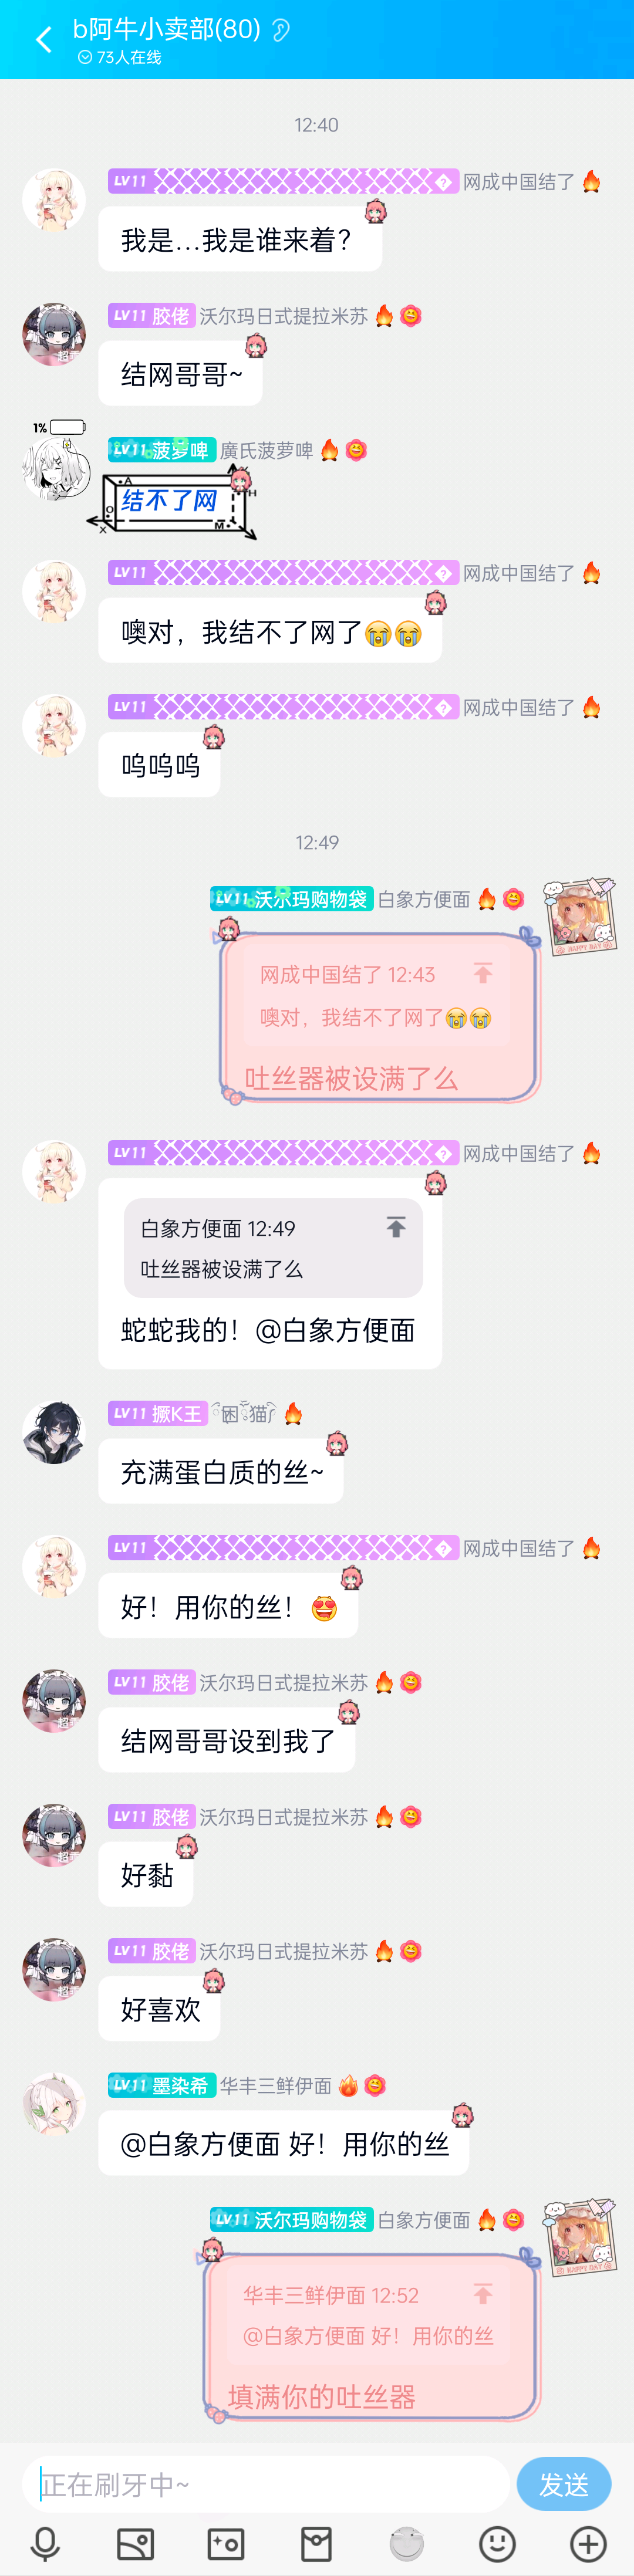 b阿牛小卖部(80)
73人在线
12:40
LV11 ? 网成中国结了
我是...我是谁来着?
LV11 胶佬 沃尔玛日式提拉米苏
结网哥哥~
1%
LV11 菠萝啤 廣氏菠萝啤
结不了网
A
H
O
M
X
LV11 ? 网成中国结了
噢对，我结不了网了😭😭
LV11 ? 网成中国结了
呜呜呜
12:49
LV11 沃尔玛购物袋 白象方便面
网成中国结了 12:43
噢对，我结不了网了😭😭
吐丝器被设满了么
LV11 ? 网成中国结了
白象方便面 12:49
吐丝器被设满了么
蛇蛇我的！@白象方便面
LV11 撅K王 困猫
充满蛋白质的丝~
LV11 ? 网成中国结了
好！用你的丝！😍
LV11 胶佬 沃尔玛日式提拉米苏
结网哥哥设到我了
LV11 胶佬 沃尔玛日式提拉米苏
好黏
LV11 胶佬 沃尔玛日式提拉米苏
好喜欢
LV11 墨染希 华丰三鲜伊面
@白象方便面 好！用你的丝
LV11 沃尔玛购物袋 白象方便面
华丰三鲜伊面 12:52
@白象方便面 好！用你的丝
填满你的吐丝器
正在刷牙中~
发送